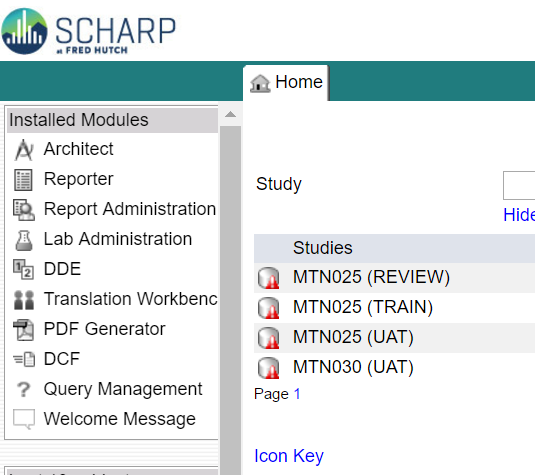 SCHARP
at FRED HUTCH
Home
Installed Modules
Architect
Reporter
Report Administration
Lab Administration
DDE
Translation Workbenc
PDF Generator
DCF
Query Management
Welcome Message
Study
Hide
Studies
MTN025 (REVIEW)
MTN025 (TRAIN)
MTN025 (UAT)
MTN030 (UAT)
Page 1
Icon Key